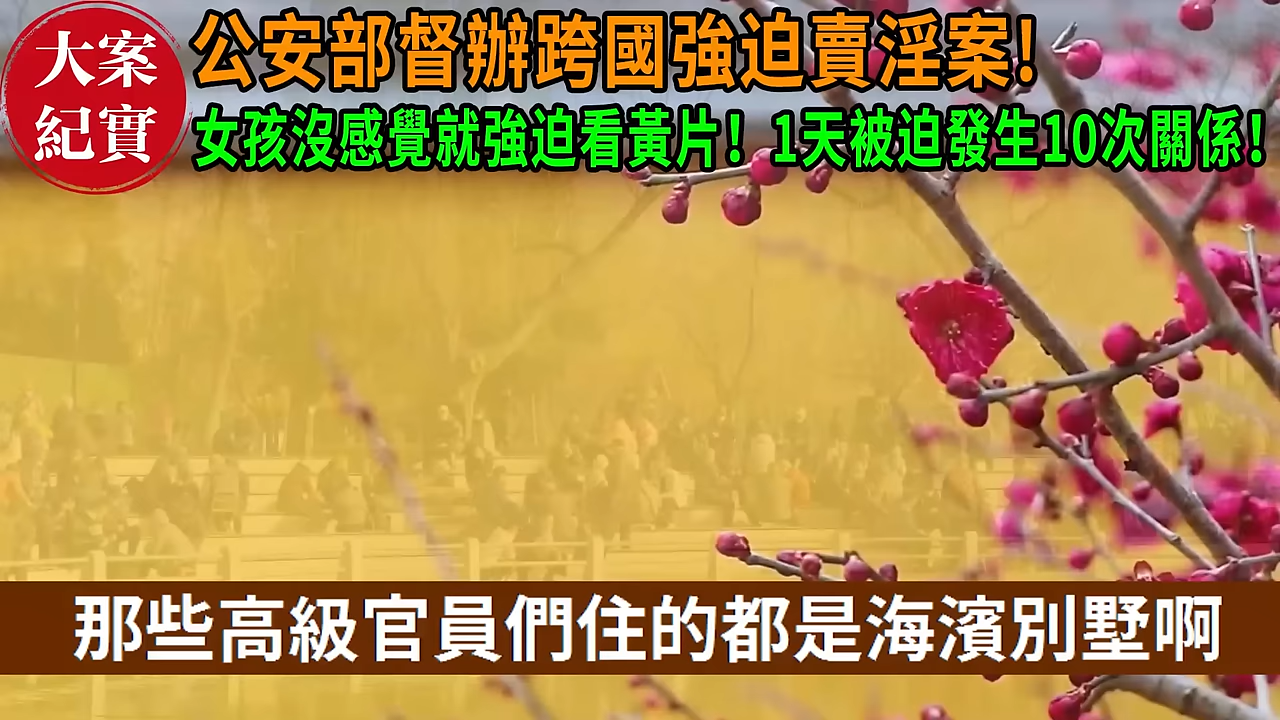 大案
紀實
公安部督辦跨國強迫賣淫案!
女孩沒感覺就強迫看黃片！1天被迫發生10次關係!
那些高級官員們住的都是海濱別墅啊